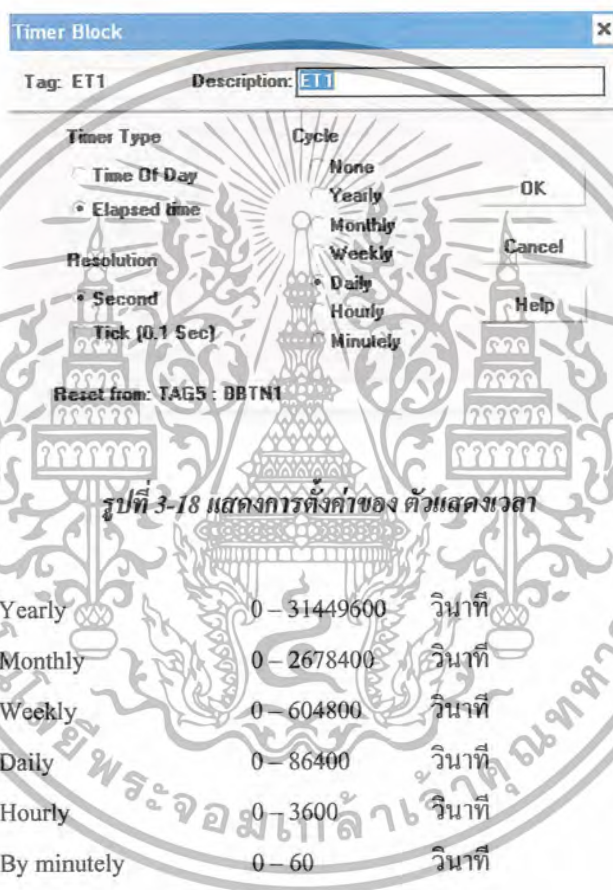 Timer Block
Tag: ET1 Description: ET1
Timer Type Cycle
Time Of Day None
Elapsed time Yearly
OK
Monthly
Resolution Weekly Cancel
Second Daily
Tick (0.1 Sec) Hourly Help
Minutely
Reset from: TAG5 : BBTN1
รูปที่ 3-18 แสดงการตั้งค่าของ ตัวแสดงเวลา
Yearly 0 – 31449600 วินาที
Monthly 0 – 2678400 วินาที
Weekly 0 – 604800 วินาที
Daily 0 – 86400 วินาที
Hourly 0 – 3600 วินาที
By minutely 0 – 60 วินาที